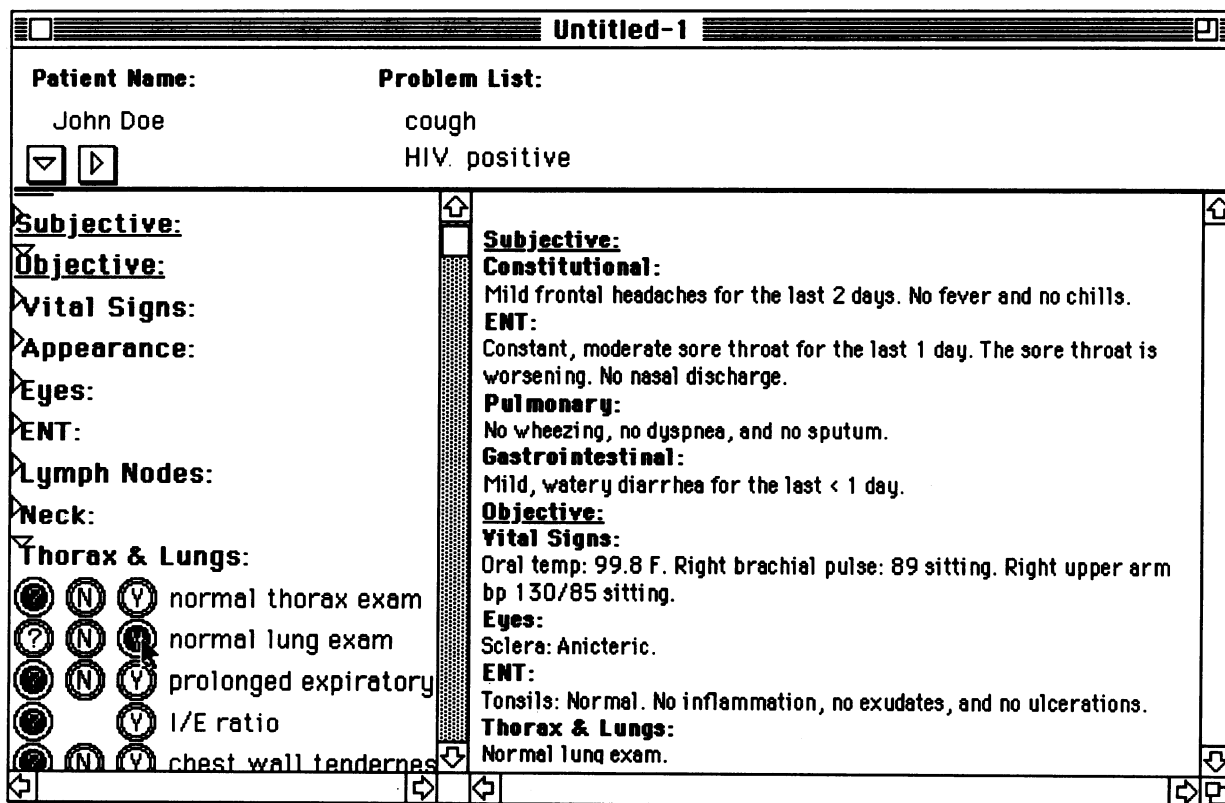 Untitled-1
Patient Name:
Problem List:
John Doe
cough
HIV. positive
Subjective:
Objective:
Vital Signs:
Appearance:
Eyes:
ENT:
Lymph Nodes:
Neck:
Thorax & Lungs:
? N Y normal thorax exam
? N Y normal lung exam
? N Y prolonged expiratory
? Y I/E ratio
? N Y chest wall tendernes
Subjective:
Constitutional:
Mild frontal headaches for the last 2 days. No fever and no chills.
ENT:
Constant, moderate sore throat for the last 1 day. The sore throat is
worsening. No nasal discharge.
Pulmonary:
No wheezing, no dyspnea, and no sputum.
Gastrointestinal:
Mild, watery diarrhea for the last < 1 day.
Objective:
Vital Signs:
Oral temp: 99.8 F. Right brachial pulse: 89 sitting. Right upper arm
bp 130/85 sitting.
Eyes:
Sclera: Anicteric.
ENT:
Tonsils: Normal. No inflammation, no exudates, and no ulcerations.
Thorax & Lungs:
Normal lung exam.